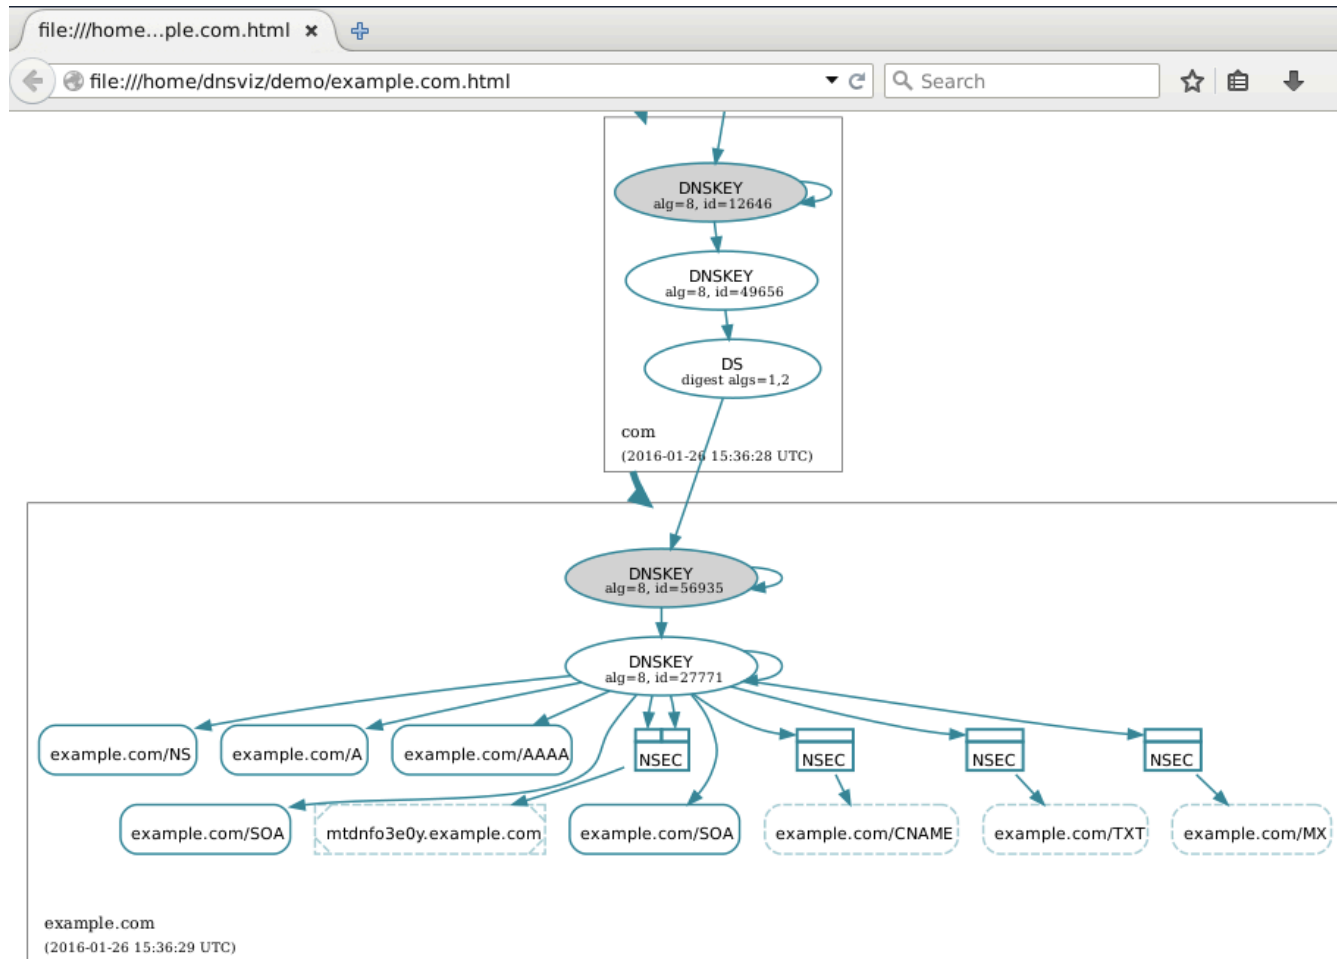 file:///home...ple.com.html
file:///home/dnsviz/demo/example.com.html
Search
DNSKEY
alg=8, id=12646
DNSKEY
alg=8, id=49656
DS
digest algs=1,2
com
(2016-01-26 15:36:28 UTC)
DNSKEY
alg=8, id=56935
DNSKEY
alg=8, id=27771
example.com/NS
example.com/A
example.com/AAAA
NSEC
NSEC
NSEC
NSEC
example.com/SOA
mtdnfo3e0y.example.com
example.com/SOA
example.com/CNAME
example.com/TXT
example.com/MX
example.com
(2016-01-26 15:36:29 UTC)